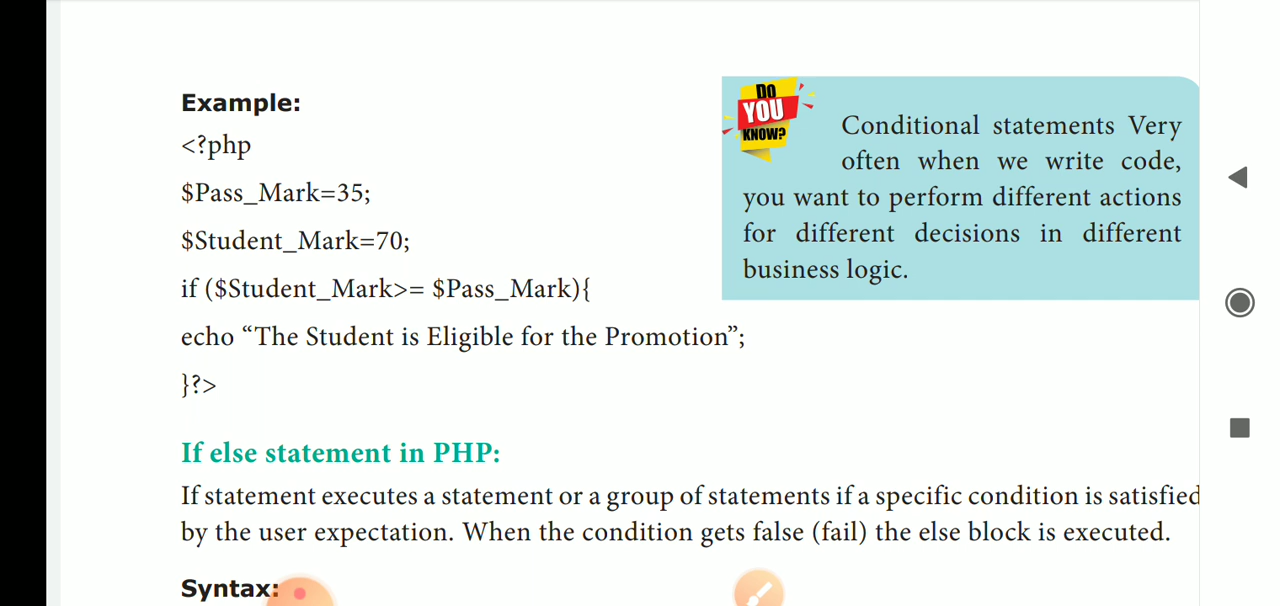 Example:
<?php
$Pass_Mark=35;
$Student_Mark=70;
if ($Student_Mark>= $Pass_Mark){
echo “The Student is Eligible for the Promotion”;
}?>
DO
YOU
KNOW?
Conditional statements Very
often when we write code,
you want to perform different actions
for different decisions in different
business logic.
If else statement in PHP:
If statement executes a statement or a group of statements if a specific condition is satisfied
by the user expectation. When the condition gets false (fail) the else block is executed.
Syntax: